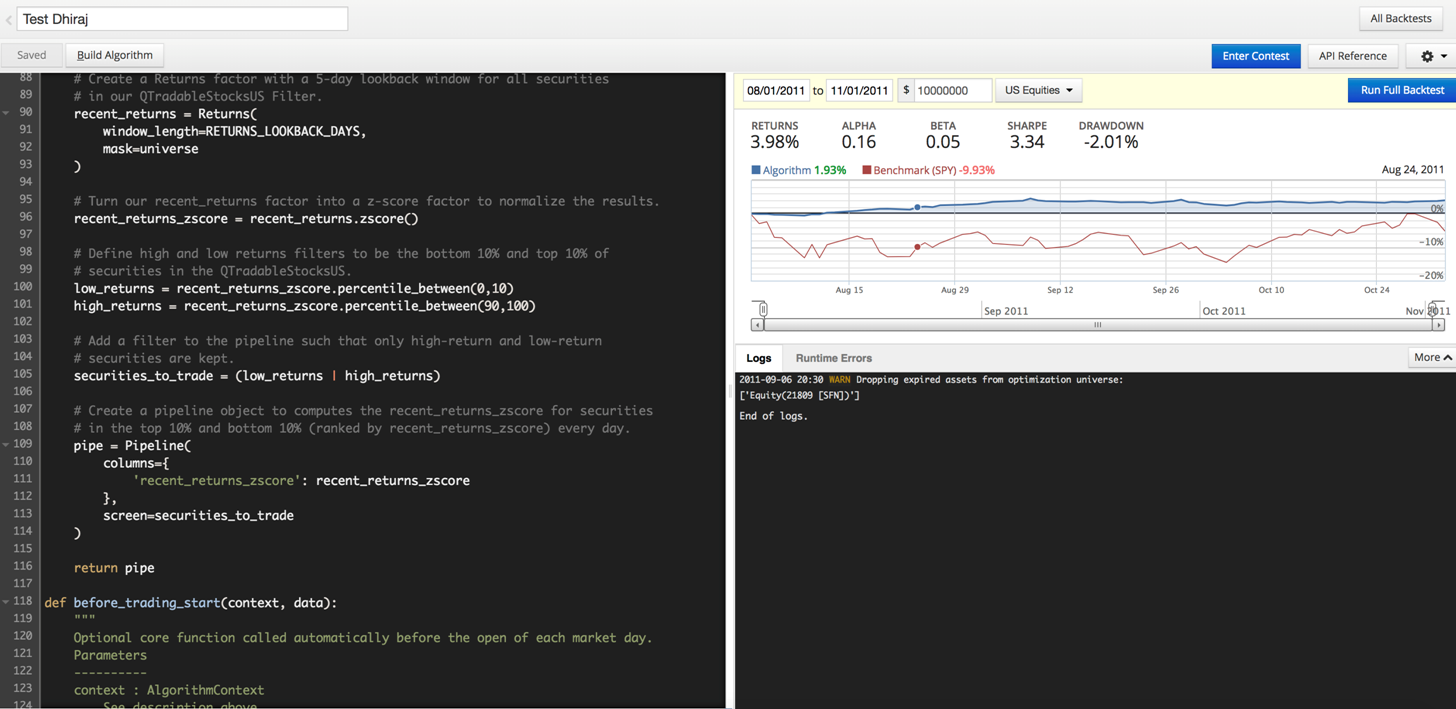 Test Dhiraj
All Backtests
Saved
Build Algorithm
Enter Contest
API Reference
88 # Create a Returns factor with a 5-day lookback window for all securities
89 # in our QTradableStocksUS Filter.
90 recent_returns = Returns(
91 window_length=RETURNS_LOOKBACK_DAYS,
92 mask=universe
93 )
94
95 # Turn our recent_returns factor into a z-score factor to normalize the results.
96 recent_returns_zscore = recent_returns.zscore()
97
98 # Define high and low returns filters to be the bottom 10% and top 10% of
99 # securities in the QTradableStocksUS.
100 low_returns = recent_returns_zscore.percentile_between(0,10)
101 high_returns = recent_returns_zscore.percentile_between(90,100)
102
103 # Add a filter to the pipeline such that only high-return and low-return
104 # securities are kept.
105 securities_to_trade = (low_returns | high_returns)
106
107 # Create a pipeline object to computes the recent_returns_zscore for securities
108 # in the top 10% and bottom 10% (ranked by recent_returns_zscore) every day.
109 pipe = Pipeline(
110 columns={
111 'recent_returns_zscore': recent_returns_zscore
112 },
113 screen=securities_to_trade
114 )
115
116 return pipe
117
118 def before_trading_start(context, data):
119 """
120 Optional core function called automatically before the open of each market day.
121 Parameters
122 ----------
123 context : AlgorithmContext
124 See description above
08/01/2011 to 11/01/2011 $ 10000000 US Equities
Run Full Backtest
RETURNS ALPHA BETA SHARPE DRAWDOWN
3.98% 0.16 0.05 3.34 -2.01%
Algorithm 1.93% Benchmark (SPY) -9.93% Aug 24, 2011
0%
-10%
-20%
Aug 15 Aug 29 Sep 12 Sep 26 Oct 10 Oct 24
Sep 2011 Oct 2011 Nov 2011
Logs Runtime Errors More
2011-09-06 20:30 WARN Dropping expired assets from optimization universe:
['Equity(21809 [SFN])']
End of logs.